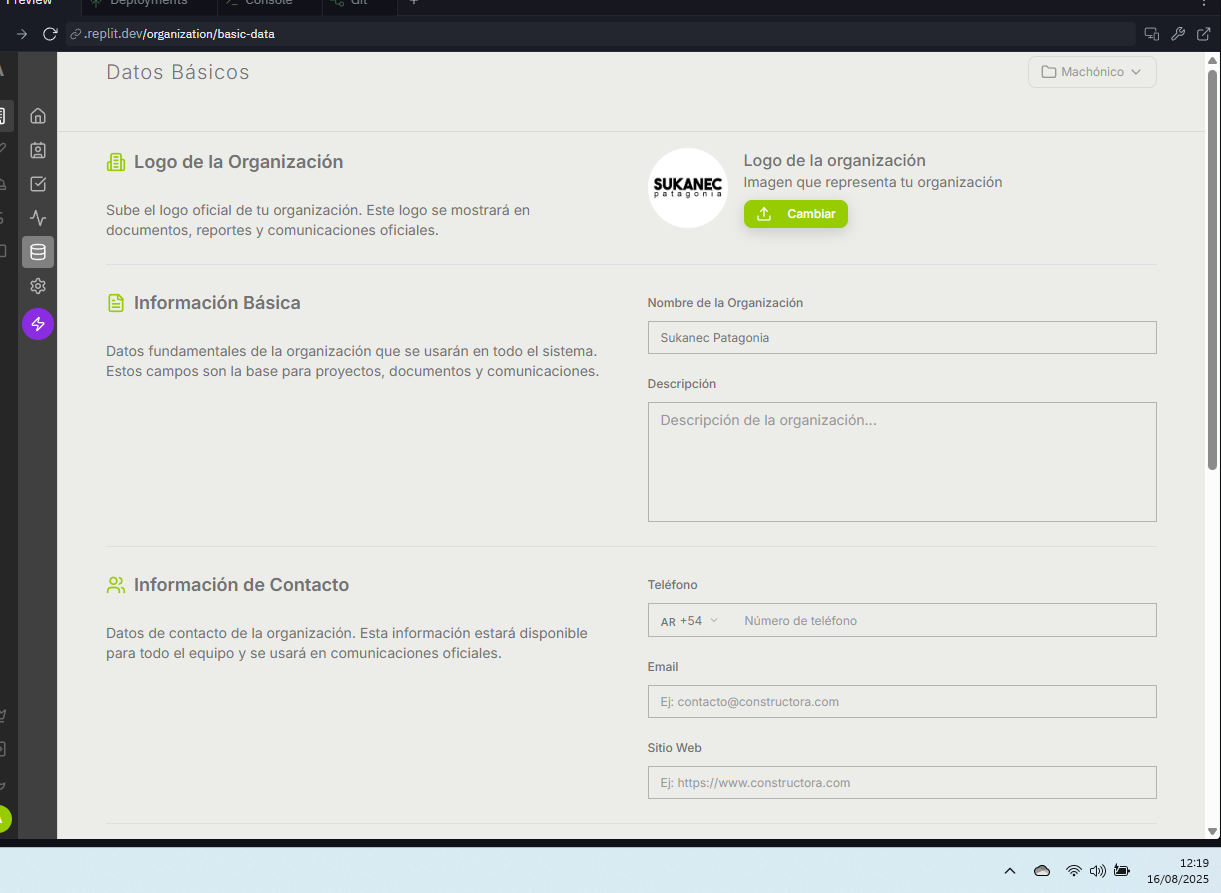 Preview
Deployments
Console
Git
.replit.dev/organization/basic-data
Datos Básicos
Machónico
Logo de la Organización
Sube el logo oficial de tu organización. Este logo se mostrará en
documentos, reportes y comunicaciones oficiales.
SUKANEC
patagonia
Logo de la organización
Imagen que representa tu organización
Cambiar
Información Básica
Datos fundamentales de la organización que se usarán en todo el sistema.
Estos campos son la base para proyectos, documentos y comunicaciones.
Nombre de la Organización
Sukanec Patagonia
Descripción
Descripción de la organización...
Información de Contacto
Datos de contacto de la organización. Esta información estará disponible
para todo el equipo y se usará en comunicaciones oficiales.
Teléfono
AR +54
Número de teléfono
Email
Ej: contacto@constructora.com
Sitio Web
Ej: https://www.constructora.com
12:19
16/08/2025